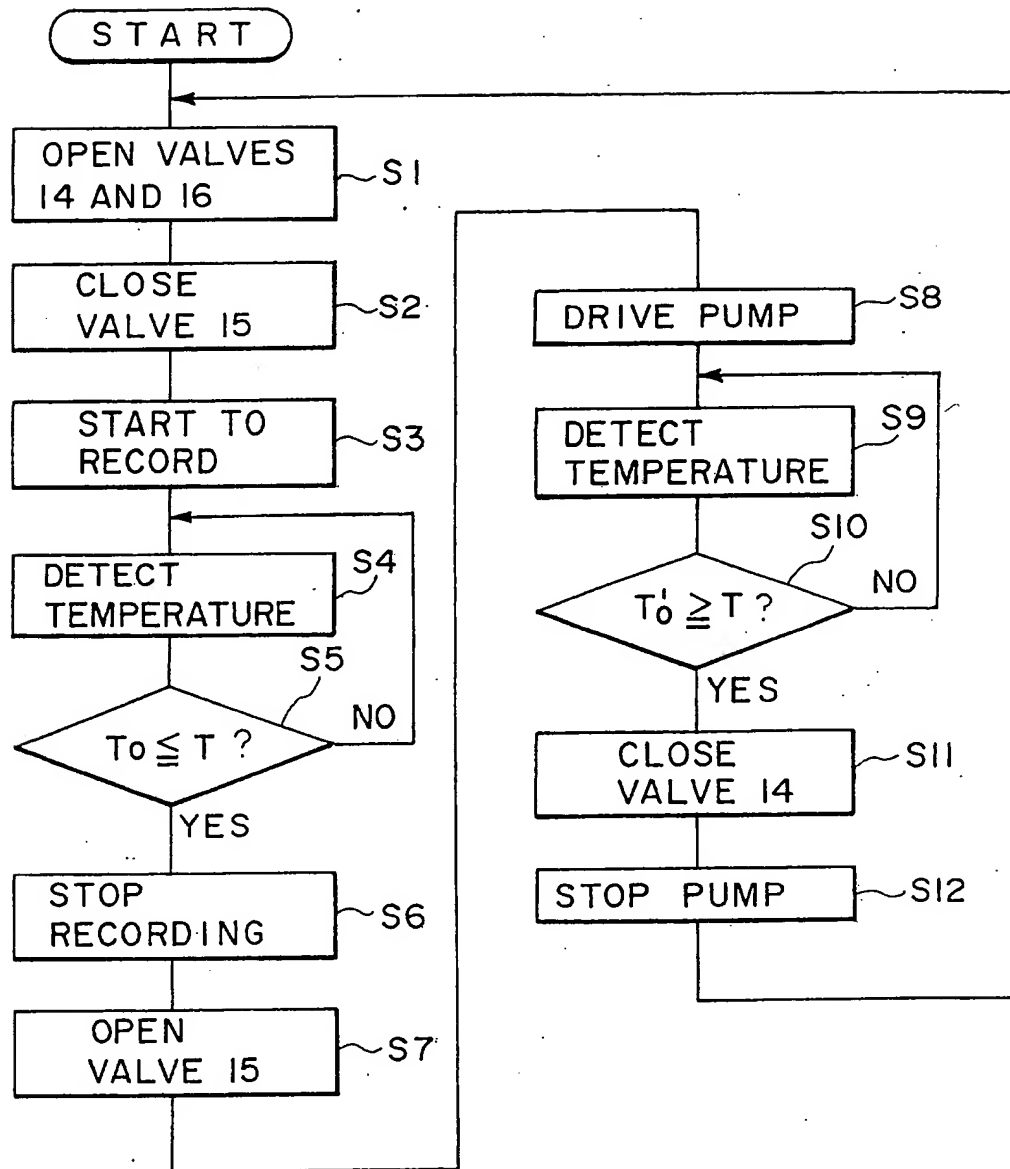 START
OPEN VALVES
14 AND 16
S1
CLOSE
VALVE 15
S2
START TO
RECORD
S3
DETECT
TEMPERATURE
S4
To ≦ T ?
S5
NO
YES
STOP
RECORDING
S6
OPEN
VALVE 15
S7
DRIVE PUMP
S8
DETECT
TEMPERATURE
S9
T'o ≧ T ?
S10
NO
YES
CLOSE
VALVE 14
S11
STOP PUMP
S12